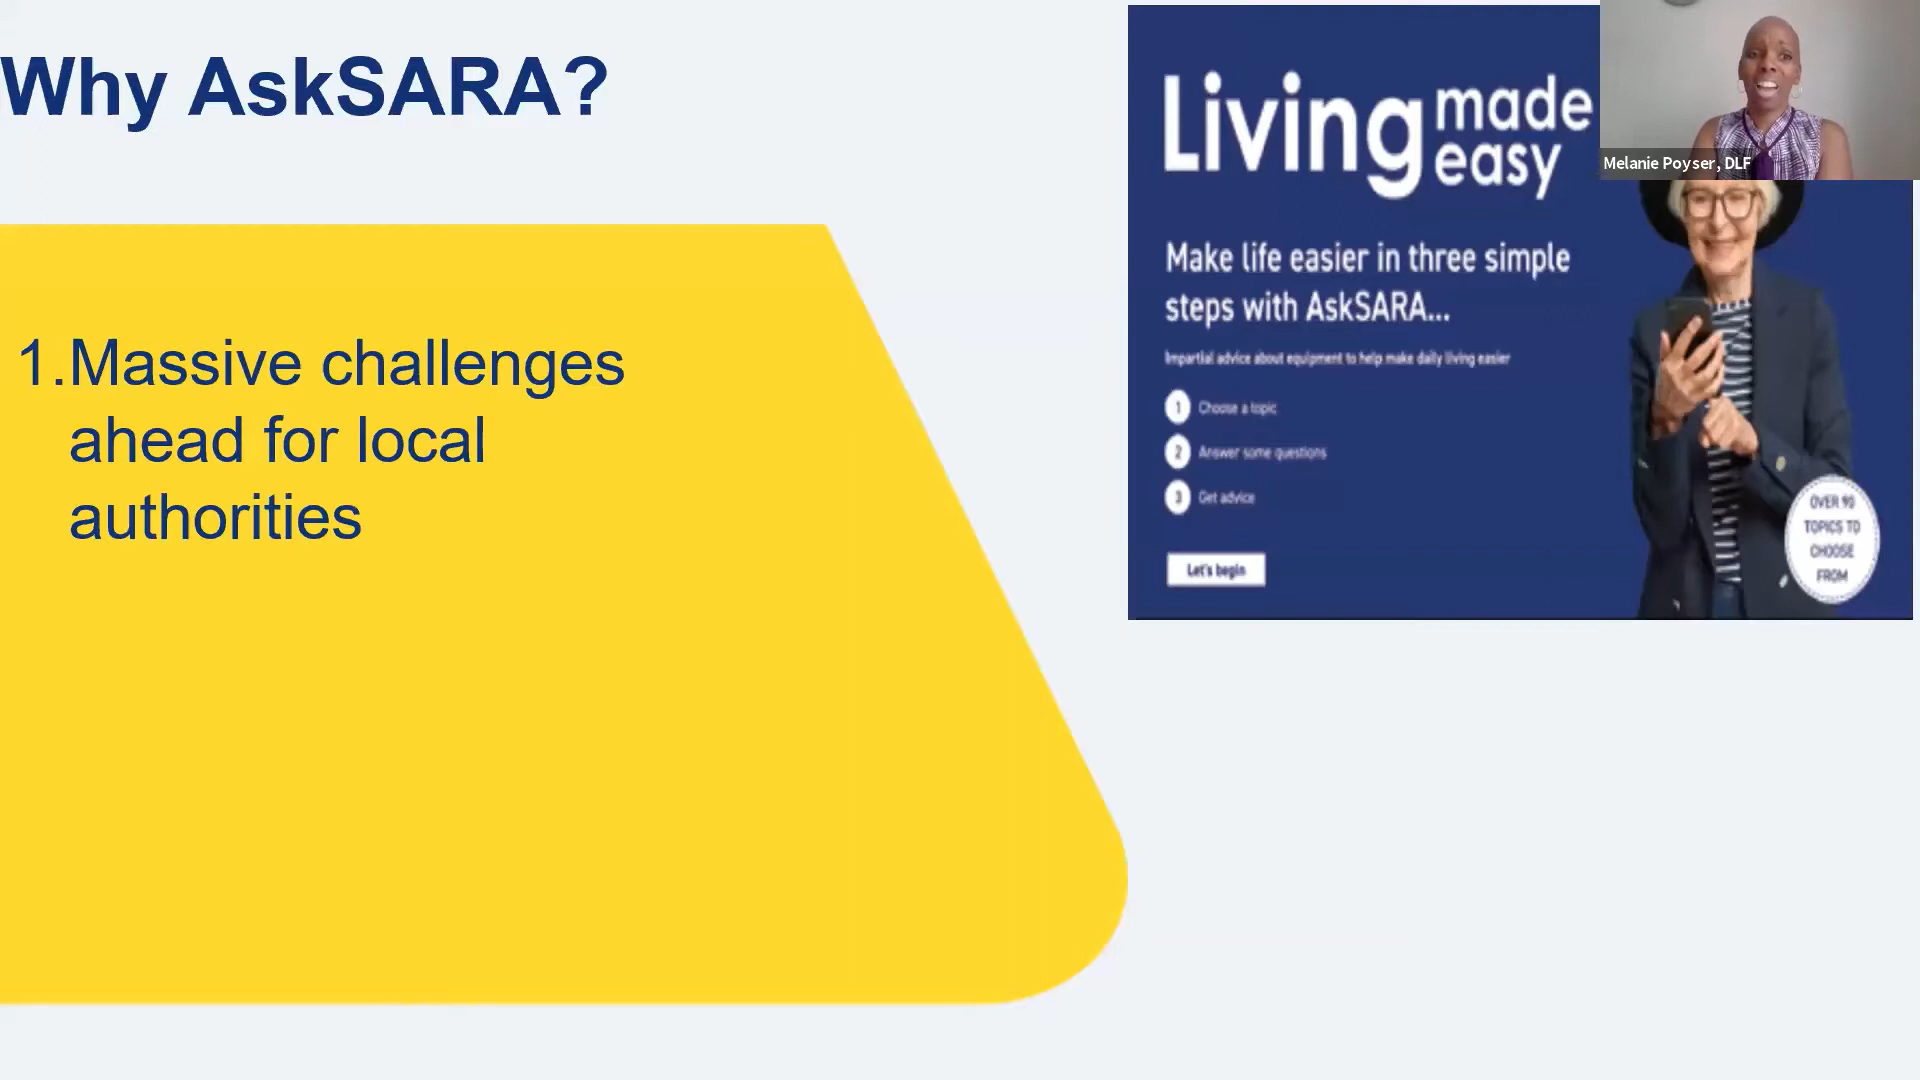 Why AskSARA?
1.Massive challenges
ahead for local
authorities
Living made
easy
Make life easier in three simple
steps with AskSARA...
Impartial advice about equipment to help make daily living easier
1 Choose a topic
2 Answer some questions
3 Get advice
Let's begin
OVER 90
TOPICS TO
CHOOSE
FROM
Melanie Poyser, DLF